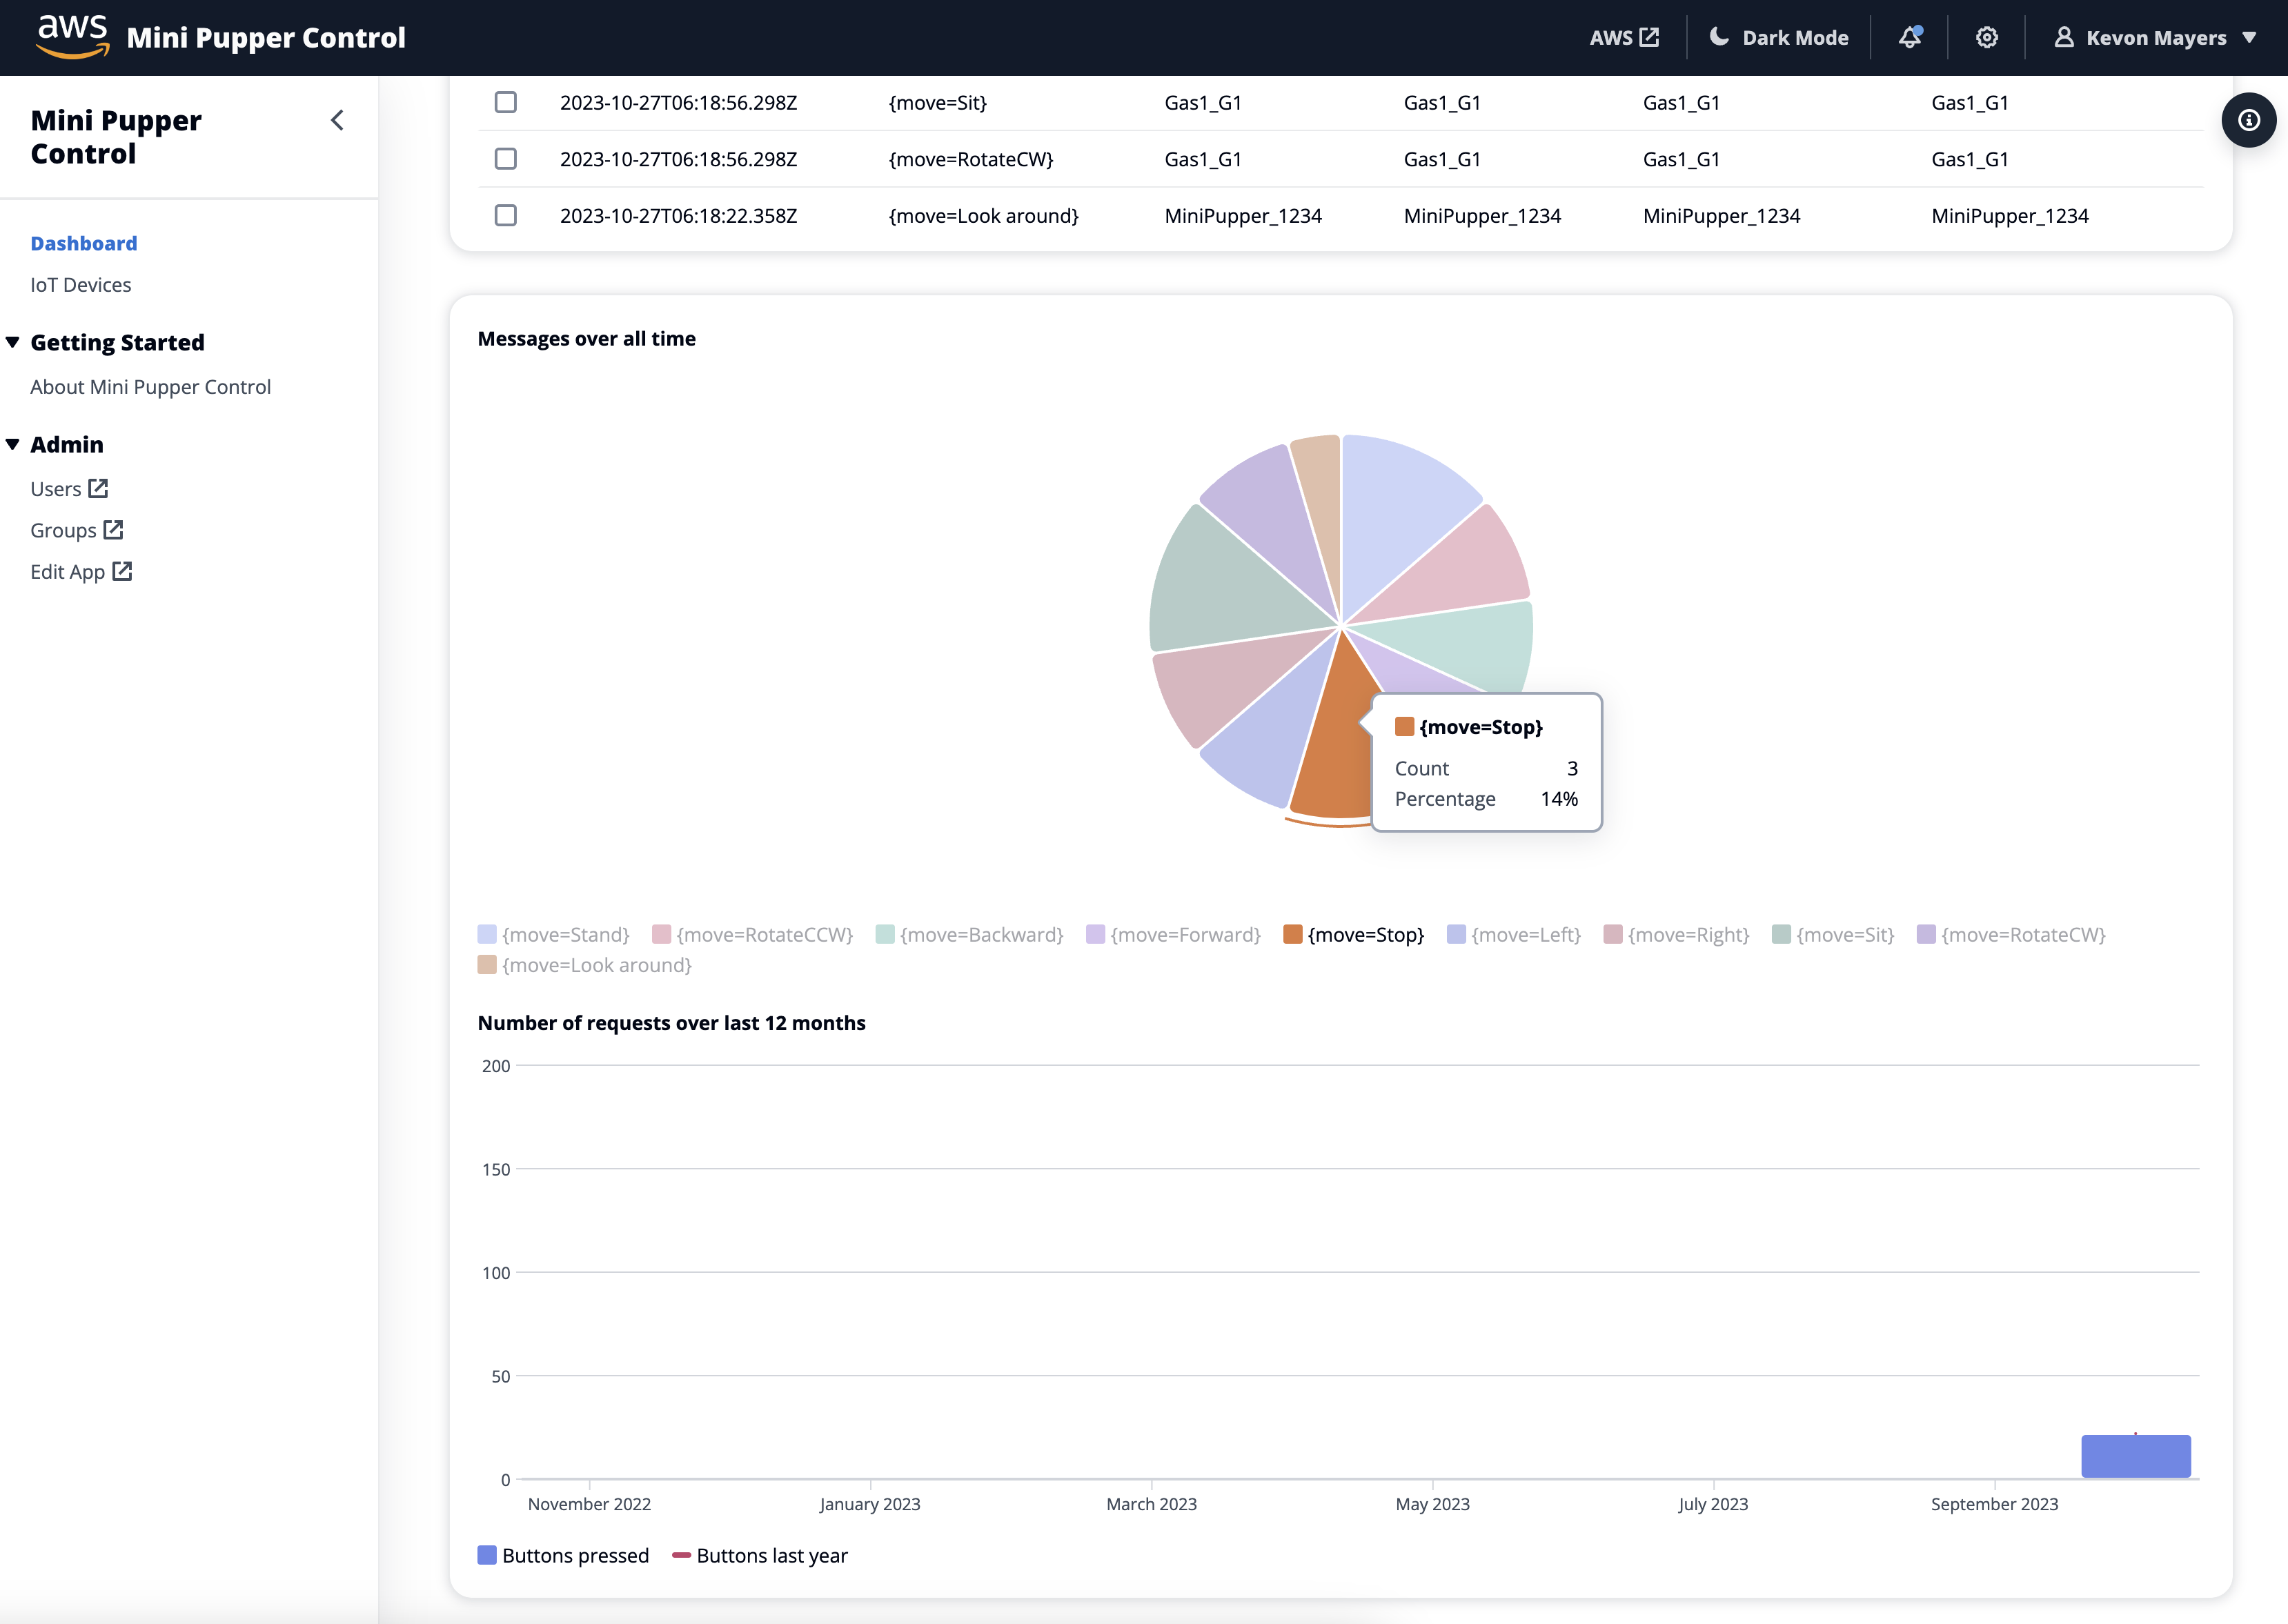 aws Mini Pupper Control AWS Dark Mode Kevon Mayers
Mini Pupper
Control
Dashboard
IoT Devices
Getting Started
About Mini Pupper Control
Admin
Users
Groups
Edit App
2023-10-27T06:18:56.298Z {move=Sit} Gas1_G1 Gas1_G1 Gas1_G1 Gas1_G1
2023-10-27T06:18:56.298Z {move=RotateCW} Gas1_G1 Gas1_G1 Gas1_G1 Gas1_G1
2023-10-27T06:18:22.358Z {move=Look around} MiniPupper_1234 MiniPupper_1234 MiniPupper_1234 MiniPupper_1234
Messages over all time
{move=Stop}
Count 3
Percentage 14%
{move=Stand} {move=RotateCCW} {move=Backward} {move=Forward} {move=Stop} {move=Left} {move=Right} {move=Sit} {move=RotateCW}
{move=Look around}
Number of requests over last 12 months
200
150
100
50
0
November 2022 January 2023 March 2023 May 2023 July 2023 September 2023
Buttons pressed Buttons last year